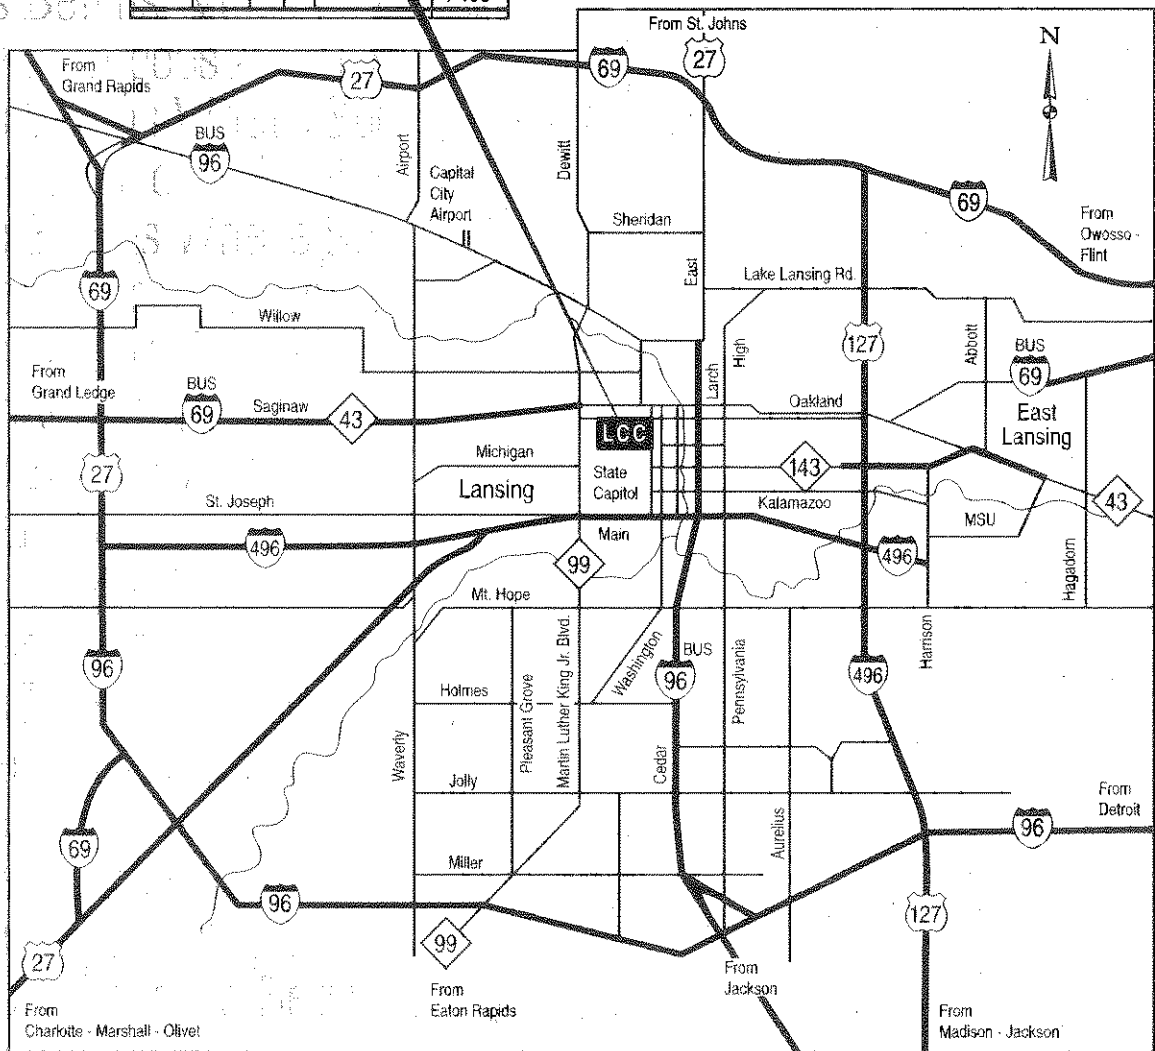 From St. Johns
27
N
From
Grand Rapids
27
69
BUS
96
Airport
Capital
City
Airport
Dewitt
Sheridan
69
From
Owosso -
Flint
69
East
Lake Lansing Rd.
Willow
127
Abbott
From
Grand Ledge
BUS
69
Saginaw
43
Larch
High
Oakland
BUS
69
East
Lansing
LCC
27
Michigan
Lansing
State
Capitol
143
43
St. Joseph
Kalamazoo
MSU
496
Main
99
496
Hagadorn
Mt. Hope
Harrison
96
Holmes
Pleasant Grove
Martin Luther King Jr. Blvd.
Washington
BUS
96
Pennsylvania
496
Waverly
Jolly
Cedar
From
Detroit
69
Miller
Aurelius
96
96
99
127
27
From
Charlotte - Marshall - Olivet
From
Eaton Rapids
From
Jackson
From
Madison - Jackson